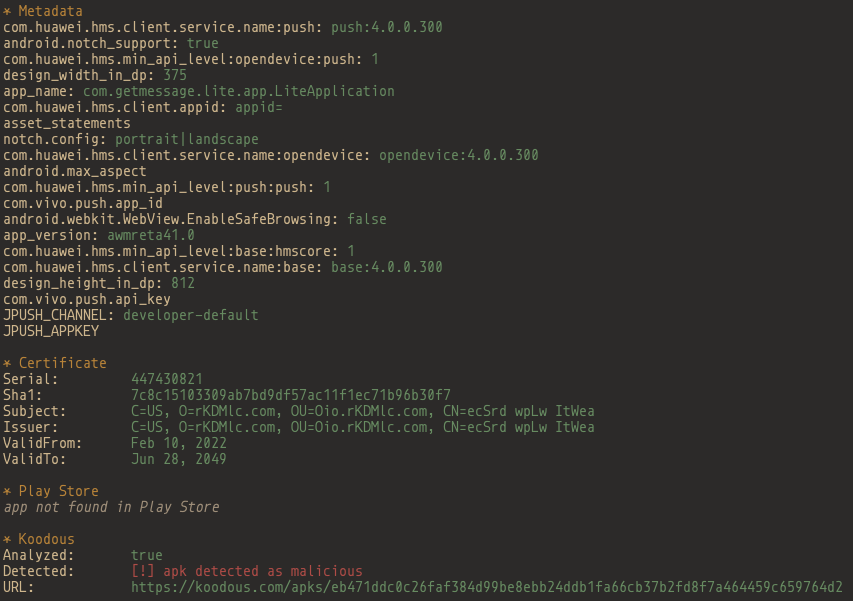 * Metadata
com.huawei.hms.client.service.name:push: push:4.0.0.300
android.notch_support: true
com.huawei.hms.min_api_level:opendevice:push: 1
design_width_in_dp: 375
app_name: com.getmessage.lite.app.LiteApplication
com.huawei.hms.client.appid: appid=
asset_statements
notch.config: portrait|landscape
com.huawei.hms.client.service.name:opendevice: opendevice:4.0.0.300
android.max_aspect
com.huawei.hms.min_api_level:push:push: 1
com.vivo.push.app_id
android.webkit.WebView.EnableSafeBrowsing: false
app_version: awmreta41.0
com.huawei.hms.min_api_level:base:hmscore: 1
com.huawei.hms.client.service.name:base: base:4.0.0.300
design_height_in_dp: 812
com.vivo.push.api_key
JPUSH_CHANNEL: developer-default
JPUSH_APPKEY
* Certificate
Serial: 447430821
Sha1: 7c8c15103309ab7bd9df57ac11f1ec71b96b30f7
Subject: C=US, O=rKDMlc.com, OU=Oio.rKDMlc.com, CN=ecSrd wpLw ItWea
Issuer: C=US, O=rKDMlc.com, OU=Oio.rKDMlc.com, CN=ecSrd wpLw ItWea
ValidFrom: Feb 10, 2022
ValidTo: Jun 28, 2049
* Play Store
app not found in Play Store
* Koodous
Analyzed: true
Detected: [!] apk detected as malicious
URL: https://koodous.com/apks/eb471ddc0c26faf384d99be8ebb24ddb1fa66cb37b2fd8f7a464459c659764d2